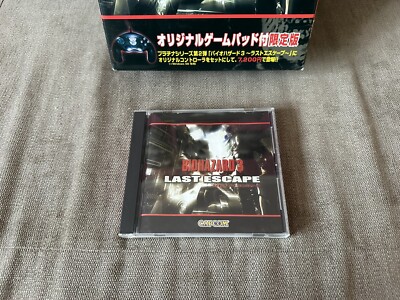 オリジナルゲームパッド付限定版
プラチナシリーズ第2弾「バイオハザード3 〜ラストエスケープ〜」に
オリジナルコントローラをセットにして、7,200円で登場!!
BIOHAZARD 3
LAST ESCAPE
CAPCOM